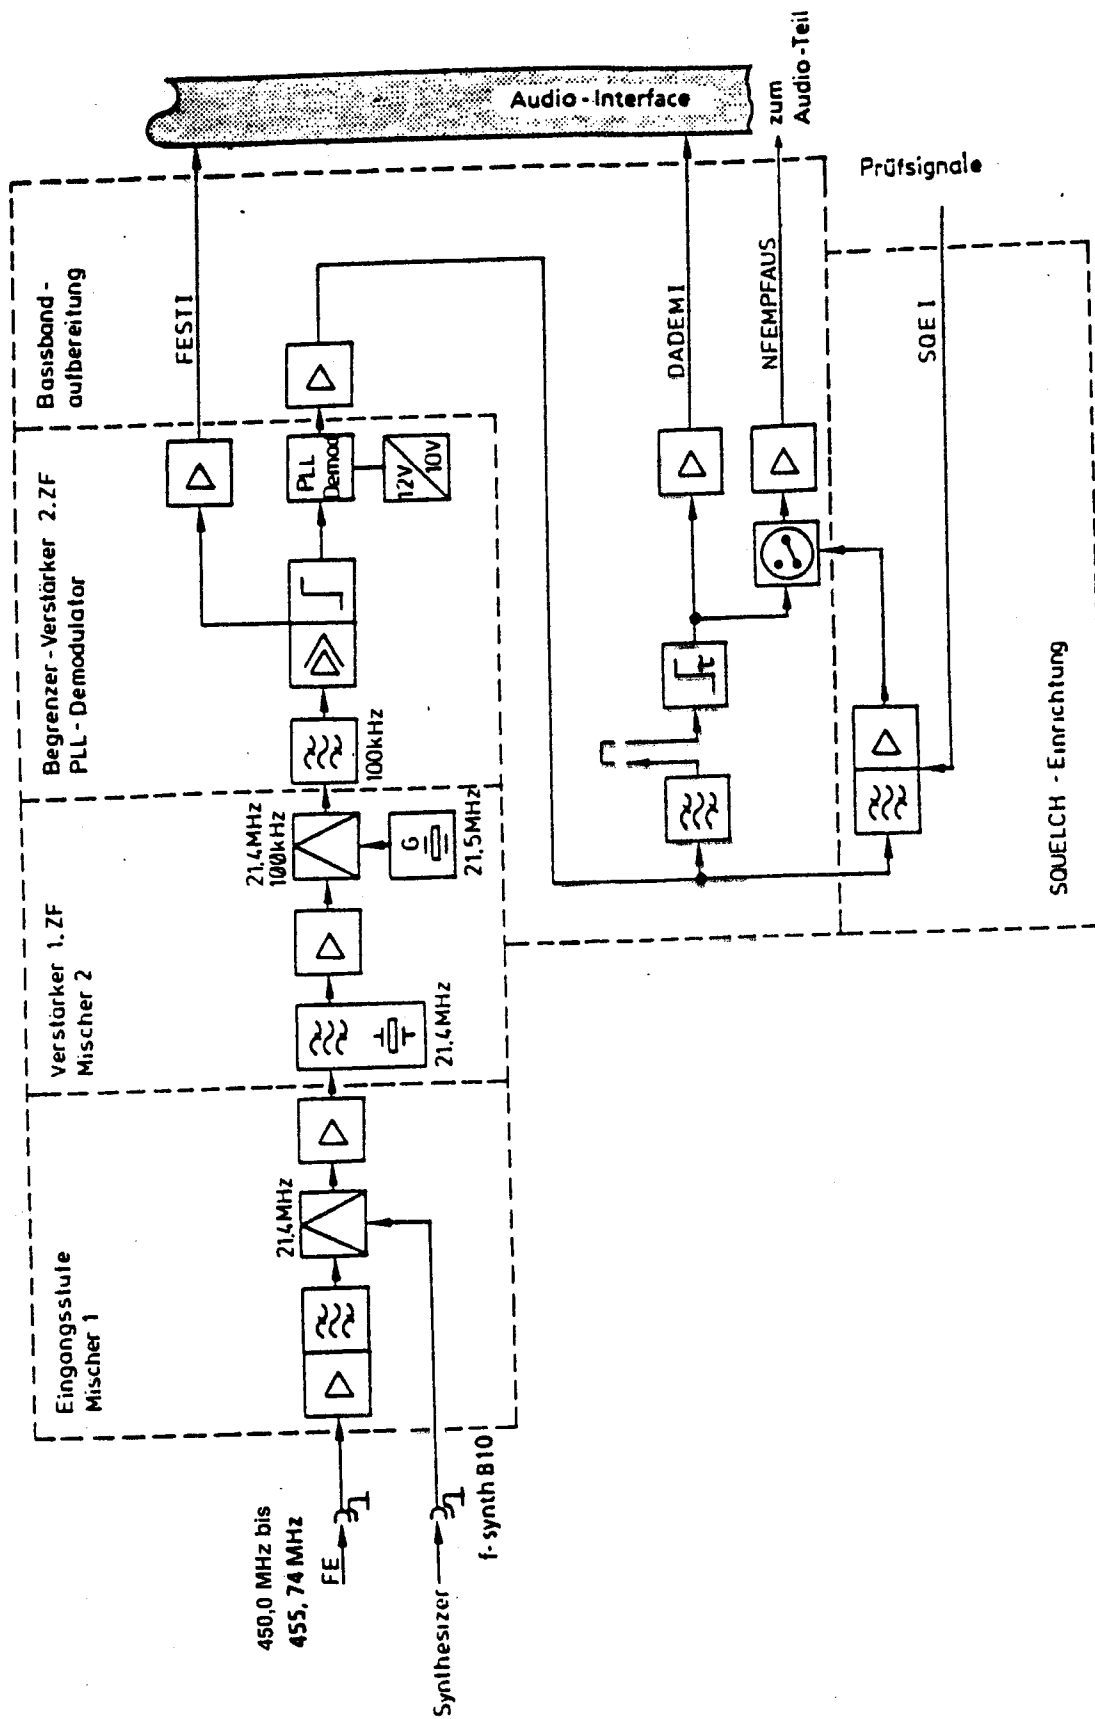 Audio-Interface
zum
Audio-Teil
Prüfsignale
Basisband-
aufbereitung
FESTI
DADEMI
NFEMPFAUS
SQEI
Begrenzer-Verstärker 2.ZF
PLL-Demodulator
PLL
Demod
12V
10V
100kHz
SQUELCH-Einrichtung
Verstärker 1.ZF
Mischer 2
21.4MHz
100kHz
G
21.5MHz
21.4MHz
Eingangsstufe
Mischer 1
21.4MHz
450,0 MHz bis
455,74 MHz
FE
Synthesizer
f-synth B10